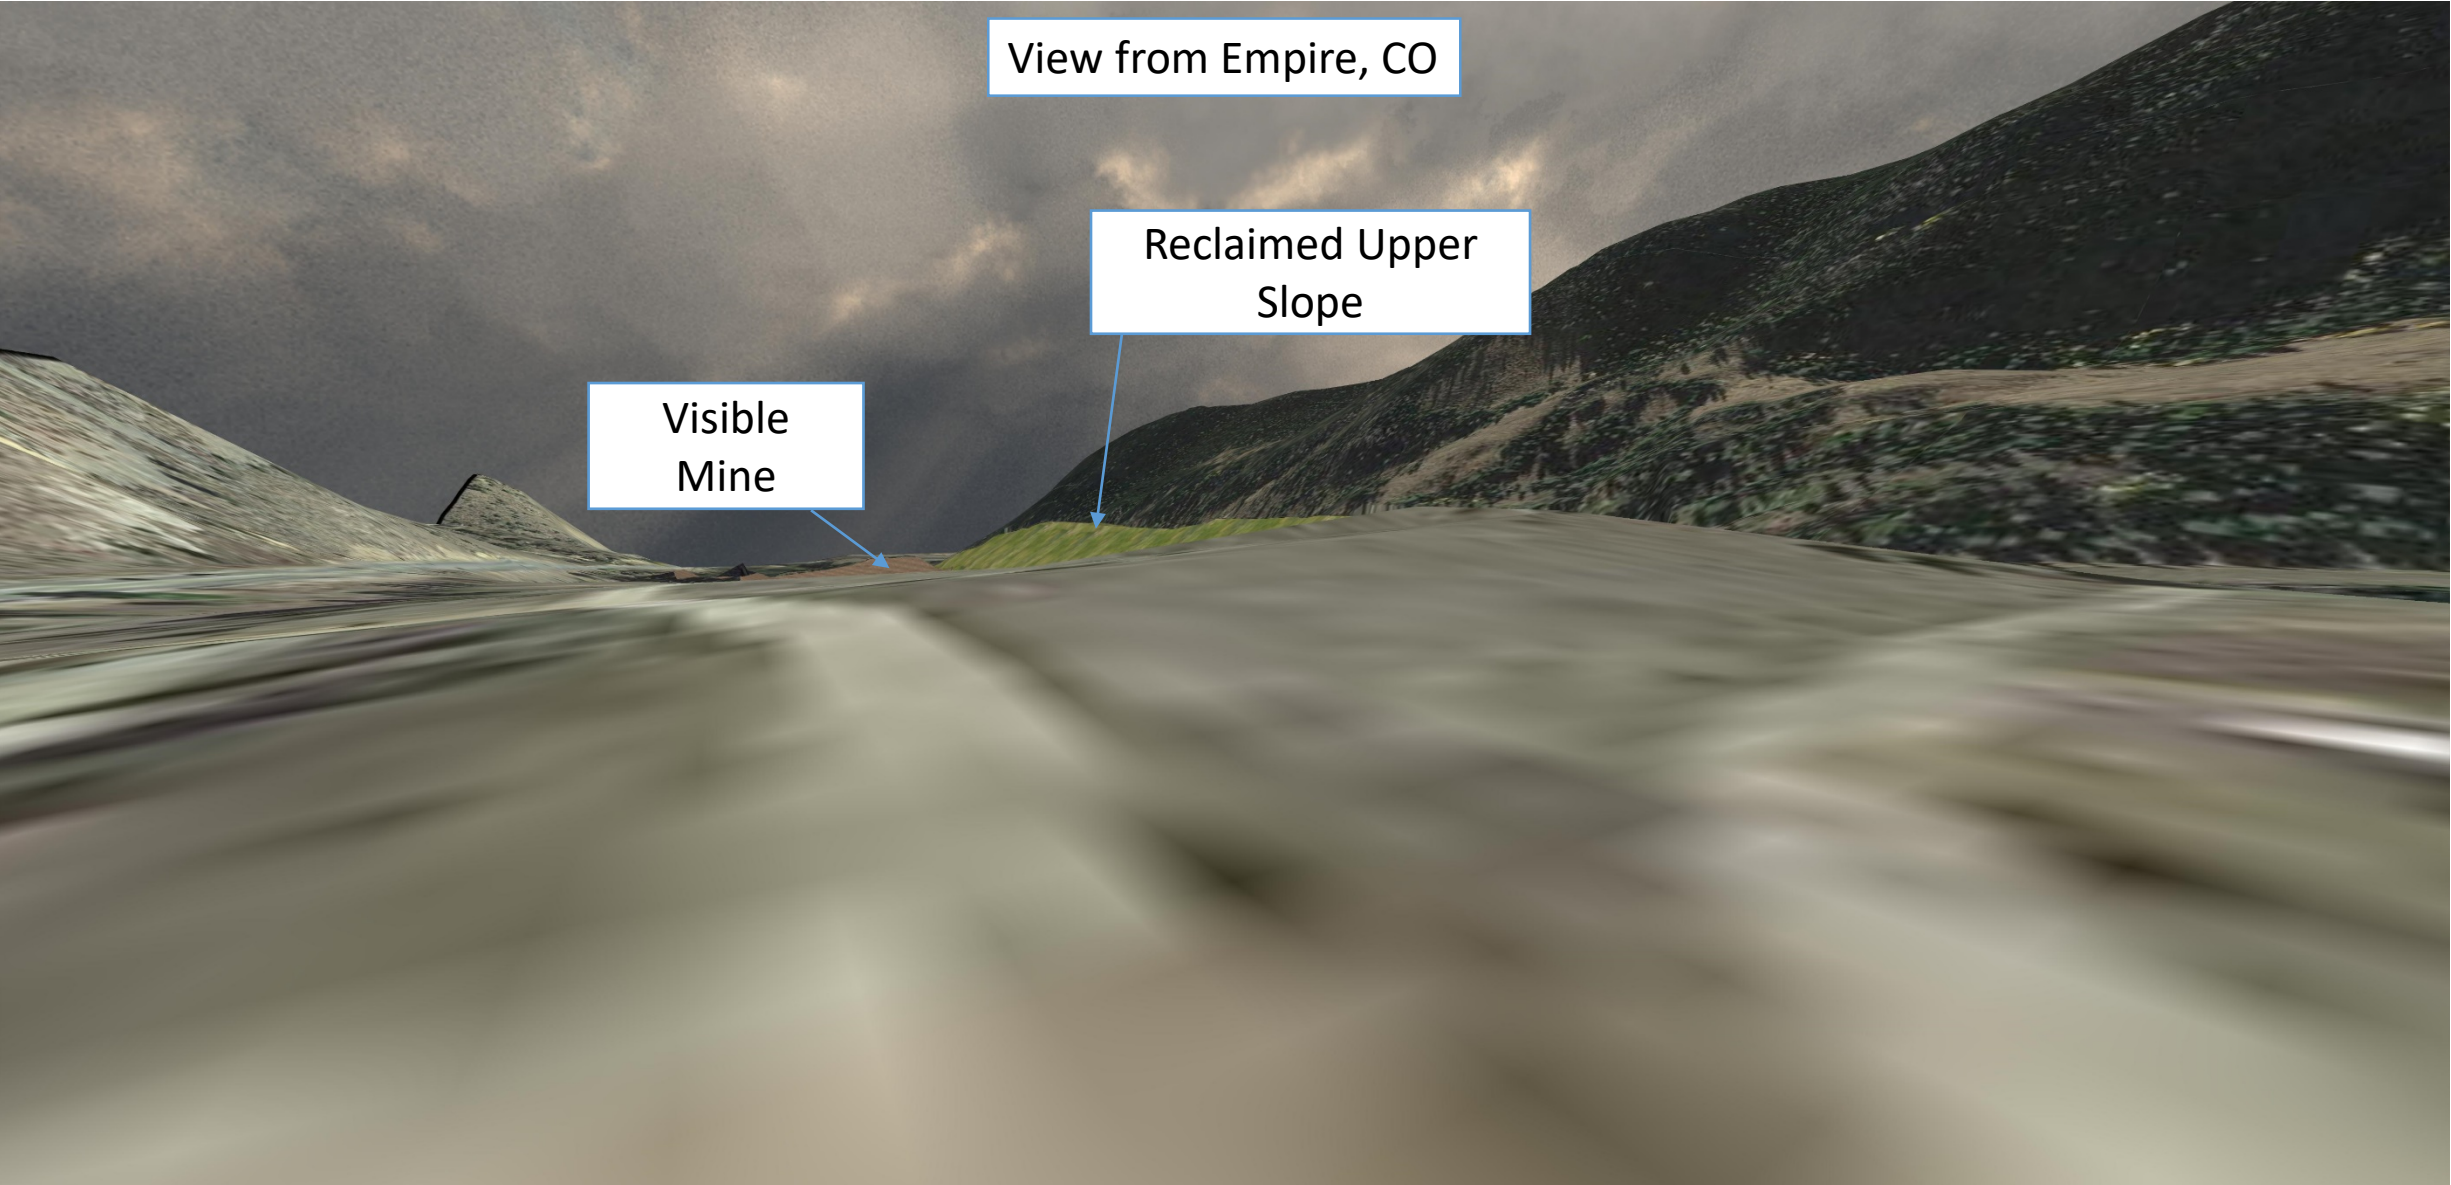 View from Empire, CO
Reclaimed Upper
Slope
Visible
Mine